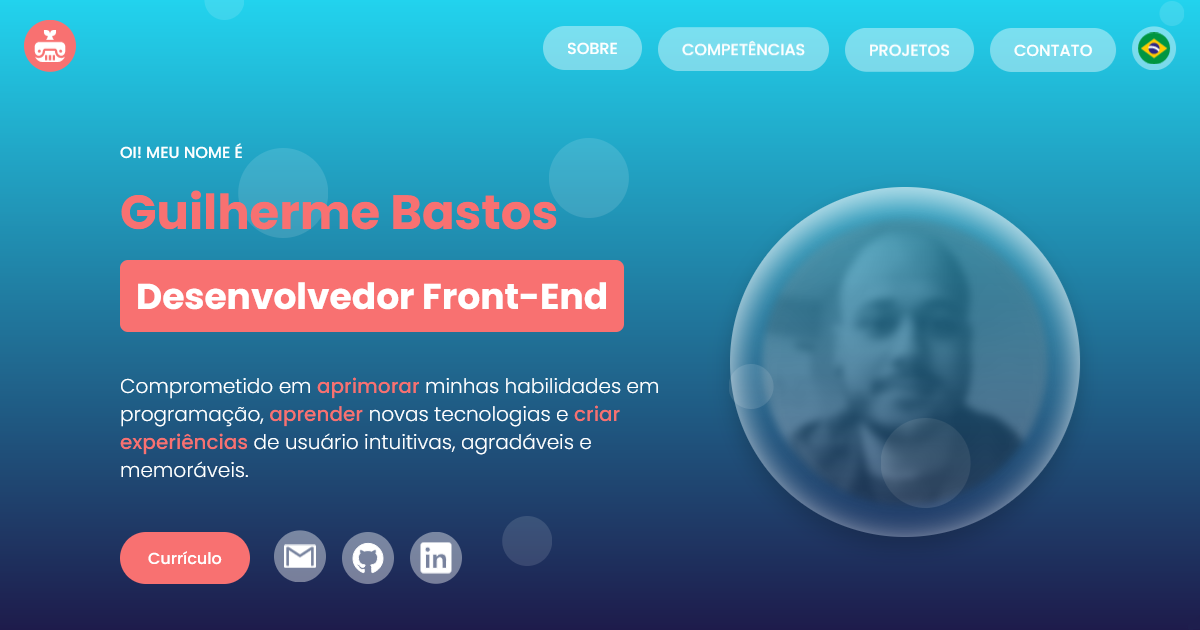 SOBRE
COMPETÊNCIAS
PROJETOS
CONTATO
OI! MEU NOME É
Guilherme Bastos
Desenvolvedor Front-End
Comprometido em aprimorar minhas habilidades em
programação, aprender novas tecnologias e criar
experiências de usuário intuitivas, agradáveis e
memoráveis.
Currículo
in